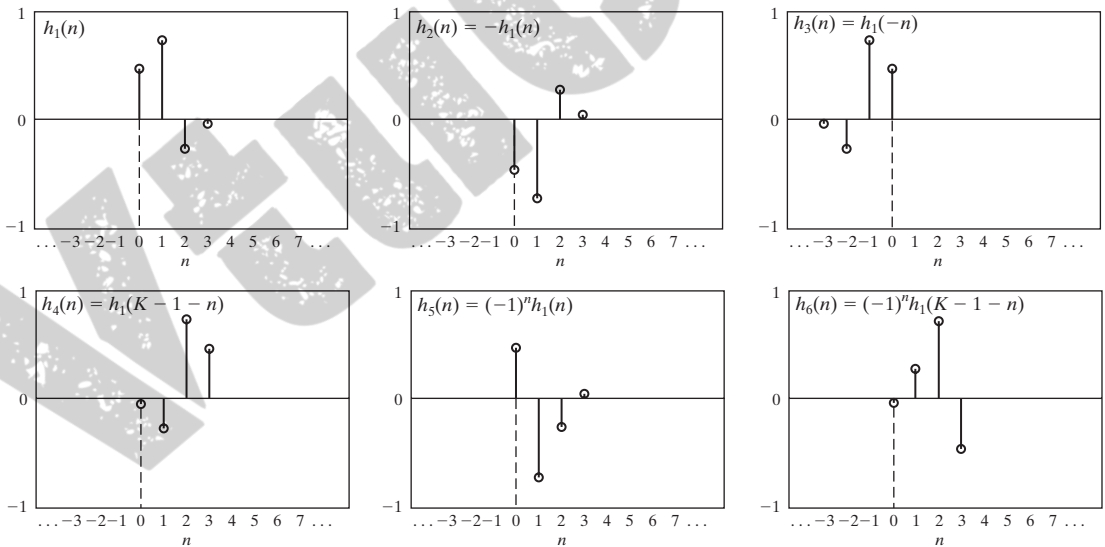 1
h₁(n)
0
−1
. . . −3 −2 −1 0 1 2 3 4 5 6 7 . . .
n
1
h₂(n) = −h₁(n)
0
−1
. . . −3 −2 −1 0 1 2 3 4 5 6 7 . . .
n
1
h₃(n) = h₁(−n)
0
−1
. . . −3 −2 −1 0 1 2 3 4 5 6 7 . . .
n
1
h₄(n) = h₁(K − 1 − n)
0
−1
. . . −3 −2 −1 0 1 2 3 4 5 6 7 . . .
n
1
h₅(n) = (−1)ⁿh₁(n)
0
−1
. . . −3 −2 −1 0 1 2 3 4 5 6 7 . . .
n
1
h₆(n) = (−1)ⁿh₁(K − 1 − n)
0
−1
. . . −3 −2 −1 0 1 2 3 4 5 6 7 . . .
n